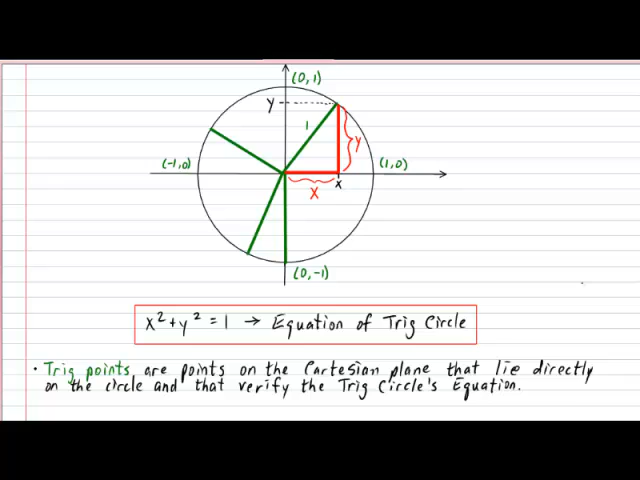 (0,1)
y
1
y
(-1,0)
(1,0)
x
x
(0,-1)
x² + y² = 1 → Equation of Trig Circle
• Trig points are points on the Cartesian plane that lie directly
on the circle and that verify the Trig Circle's Equation.